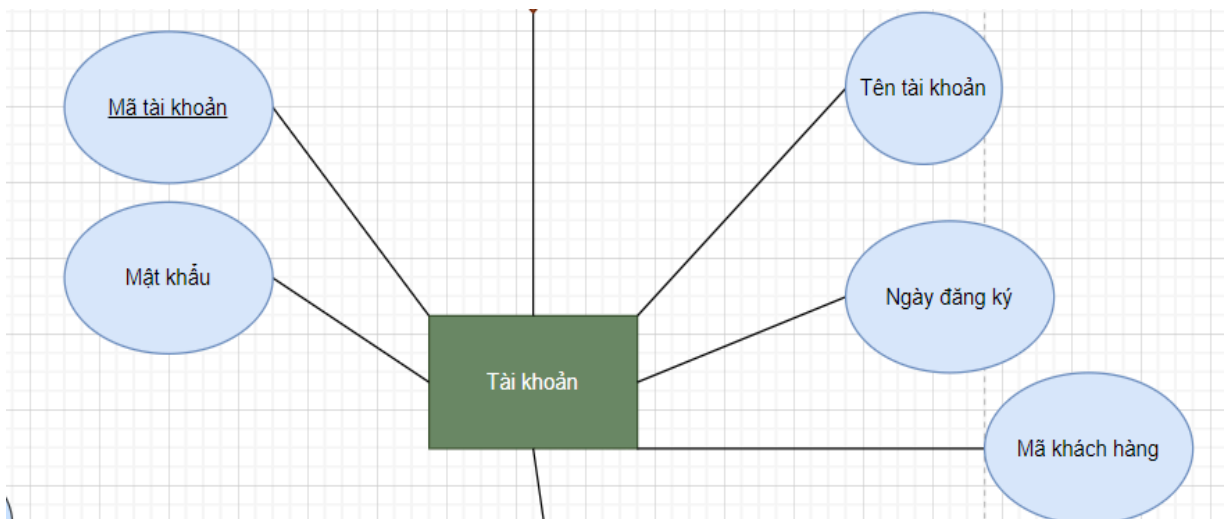 Mã tài khoản
Tên tài khoản
Mật khẩu
Ngày đăng ký
Tài khoản
Mã khách hàng